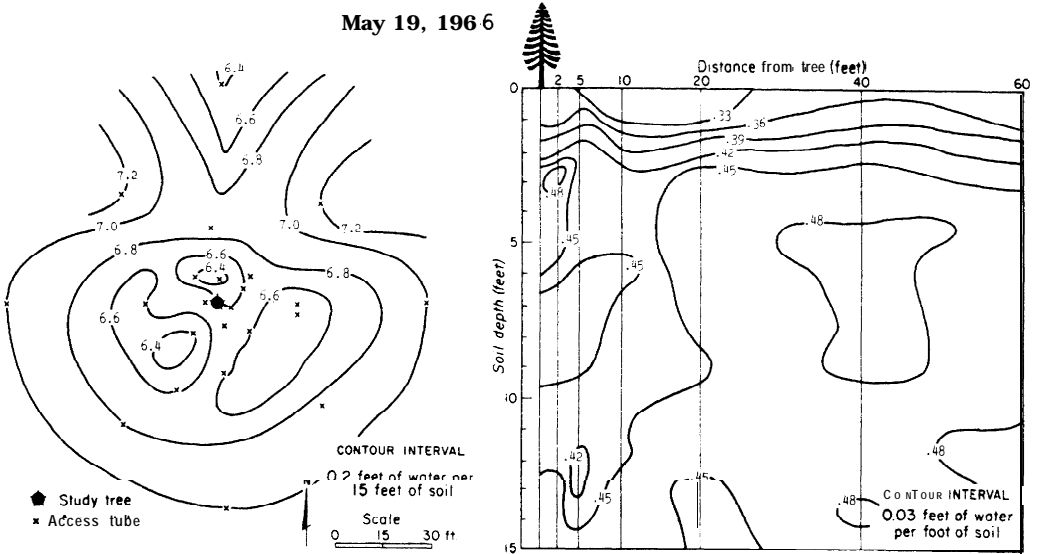 May 19, 1966
6.4
6.6
6.8
7.2
7.0
7.0
7.2
6.8
6.6
6.4
6.8
6.6
6.6
6.4
CONTOUR INTERVAL
0.2 feet of water per
15 feet of soil
Study tree
x Access tube
Scale
0 15 30 ft.
Distance from tree (feet)
0 2 5 10 20 40 60
.33 .36
.39
.42
.45
.48
.48
.45
.45
5
Soil depth (feet)
10
.42
.48
.45
.45
.48
CONTOUR INTERVAL
0.03 feet of water
per foot of soil
15